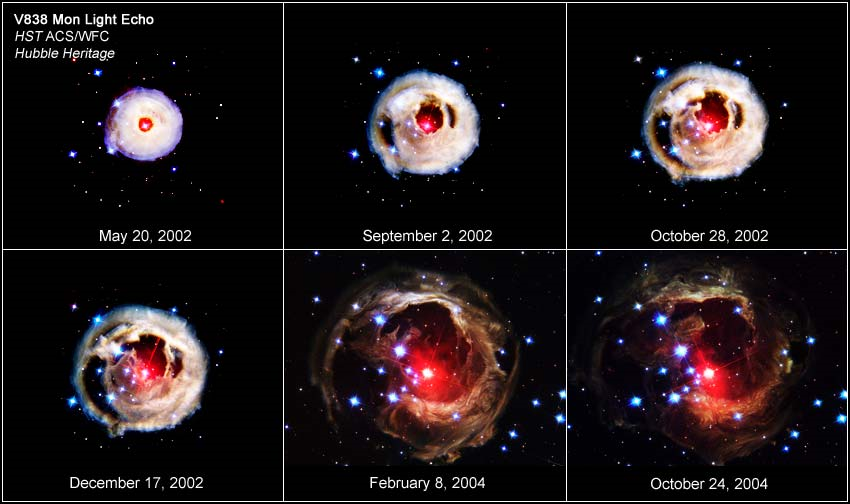 V838 Mon Light Echo
HST ACS/WFC
Hubble Heritage
May 20, 2002
September 2, 2002
October 28, 2002
December 17, 2002
February 8, 2004
October 24, 2004